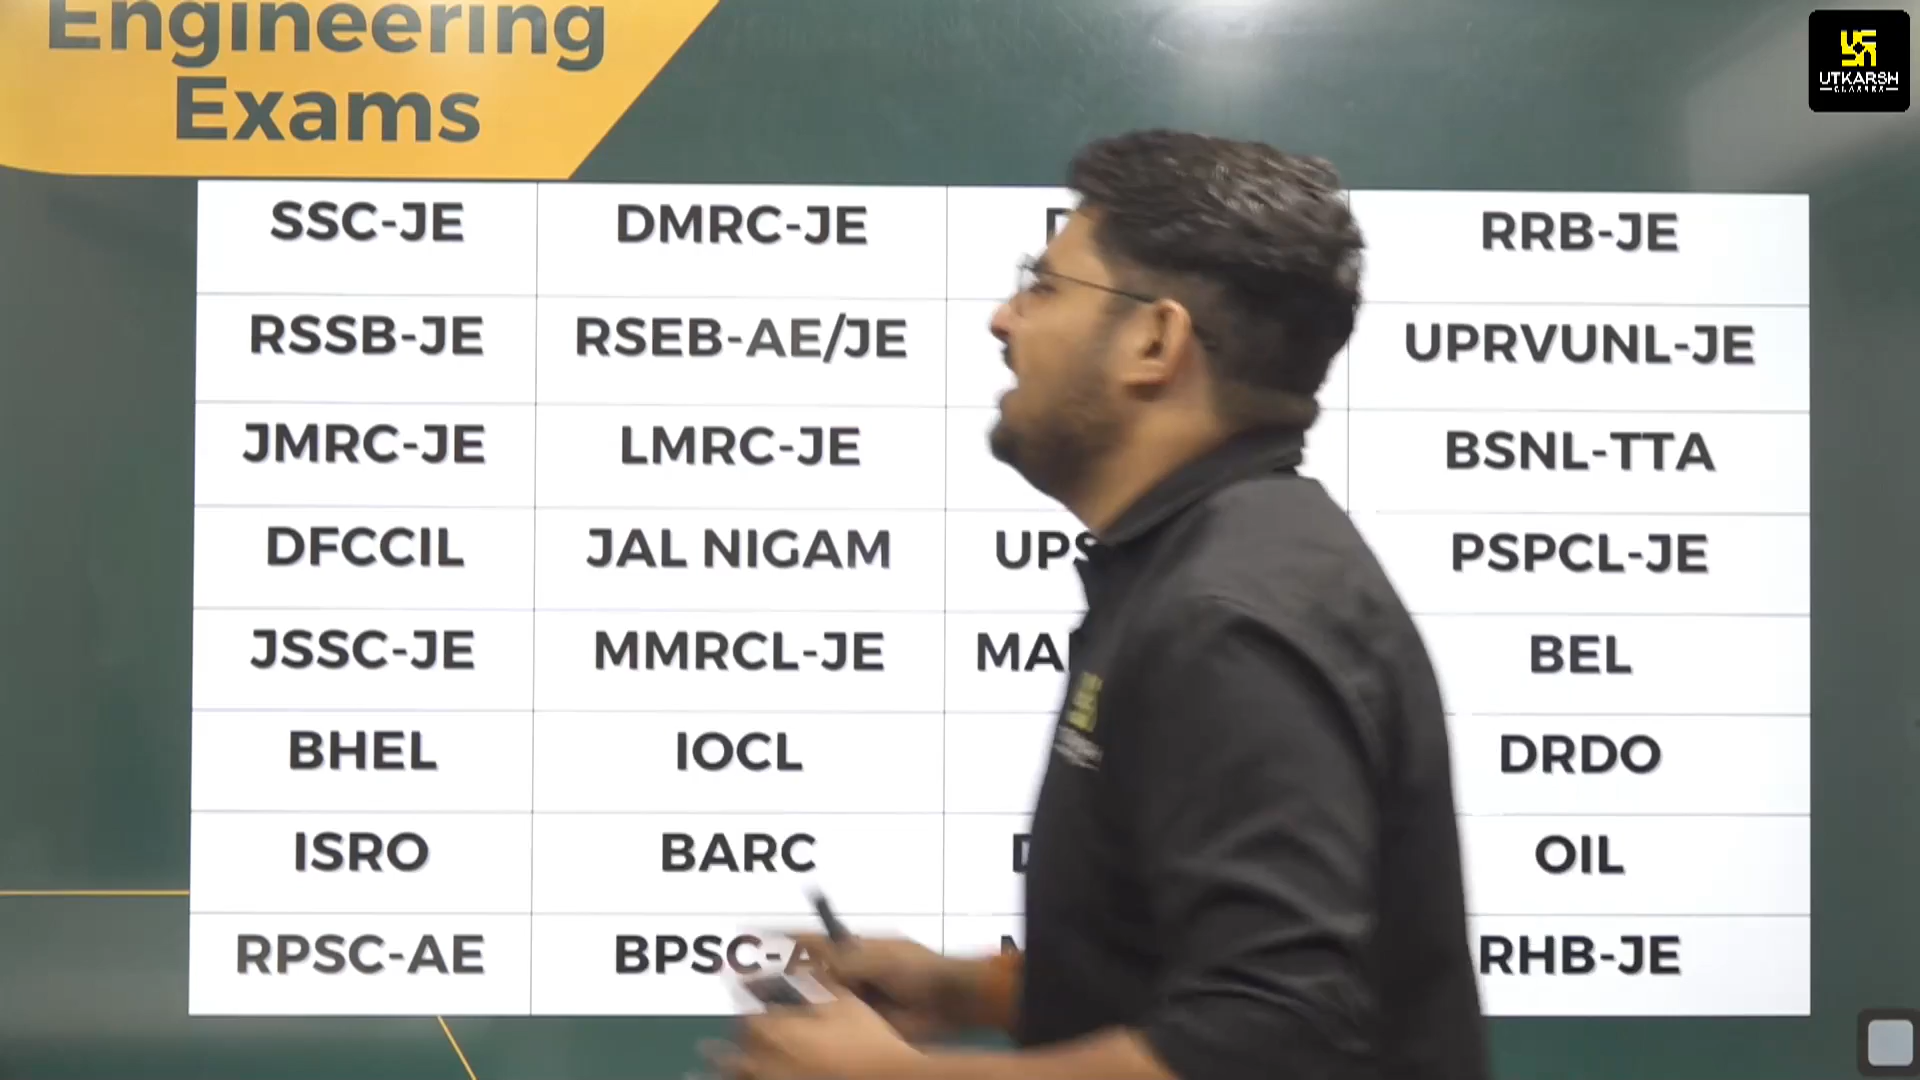 Engineering
Exams
UTKARSH
CLASSES
SSC-JE DMRC-JE RRB-JE
RSSB-JE RSEB-AE/JE UPRVUNL-JE
JMRC-JE LMRC-JE BSNL-TTA
DFCCIL JAL NIGAM PSPCL-JE
JSSC-JE MMRCL-JE BEL
BHEL IOCL DRDO
ISRO BARC OIL
RPSC-AE RHB-JE